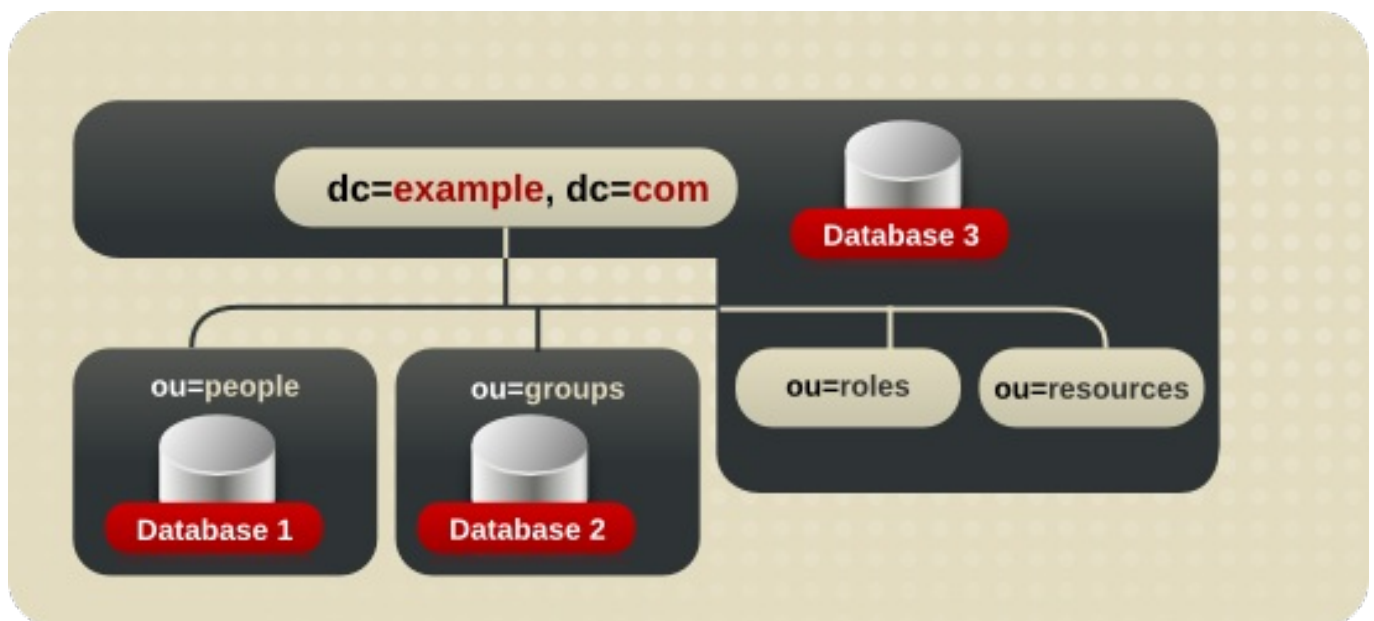 dc=example, dc=com
Database 3
ou=people
ou=groups
ou=roles
ou=resources
Database 1
Database 2